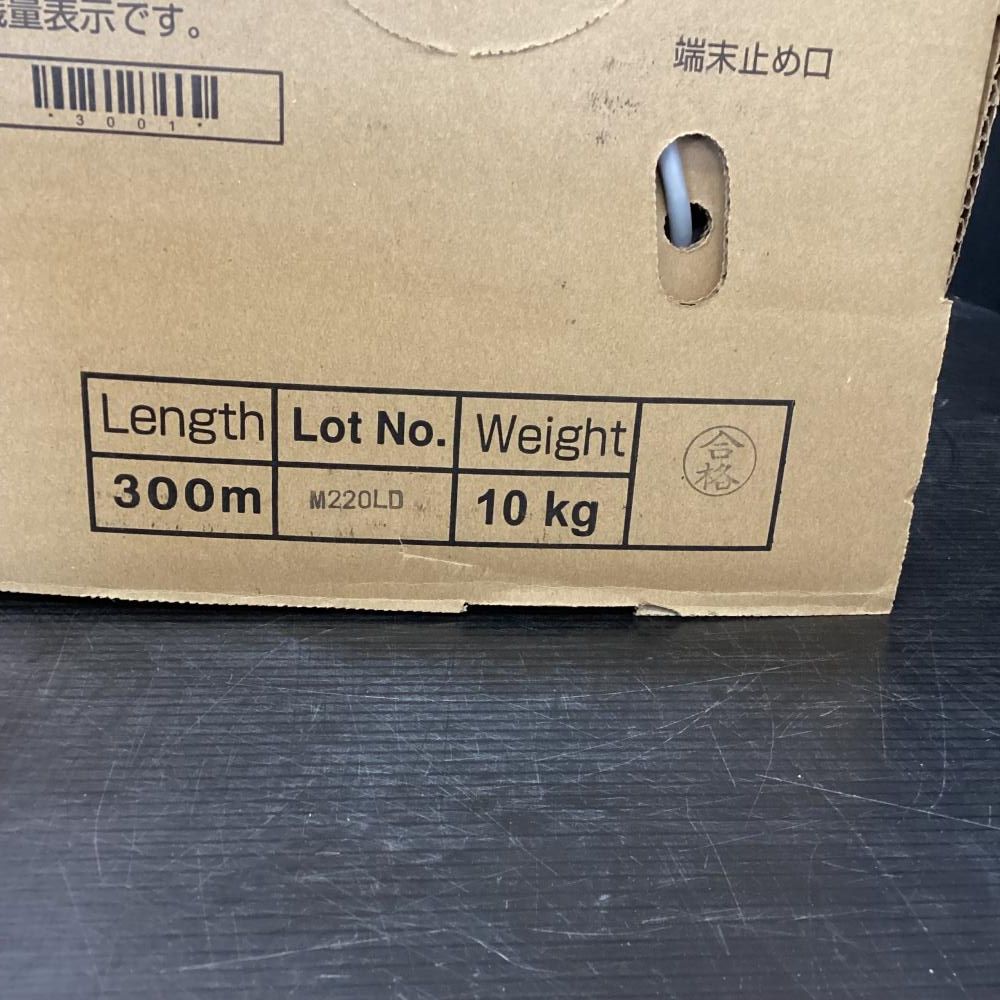 量表示です。
端末止め口
*3001*
Length Lot No. Weight
300m M220LD 10 kg
合格